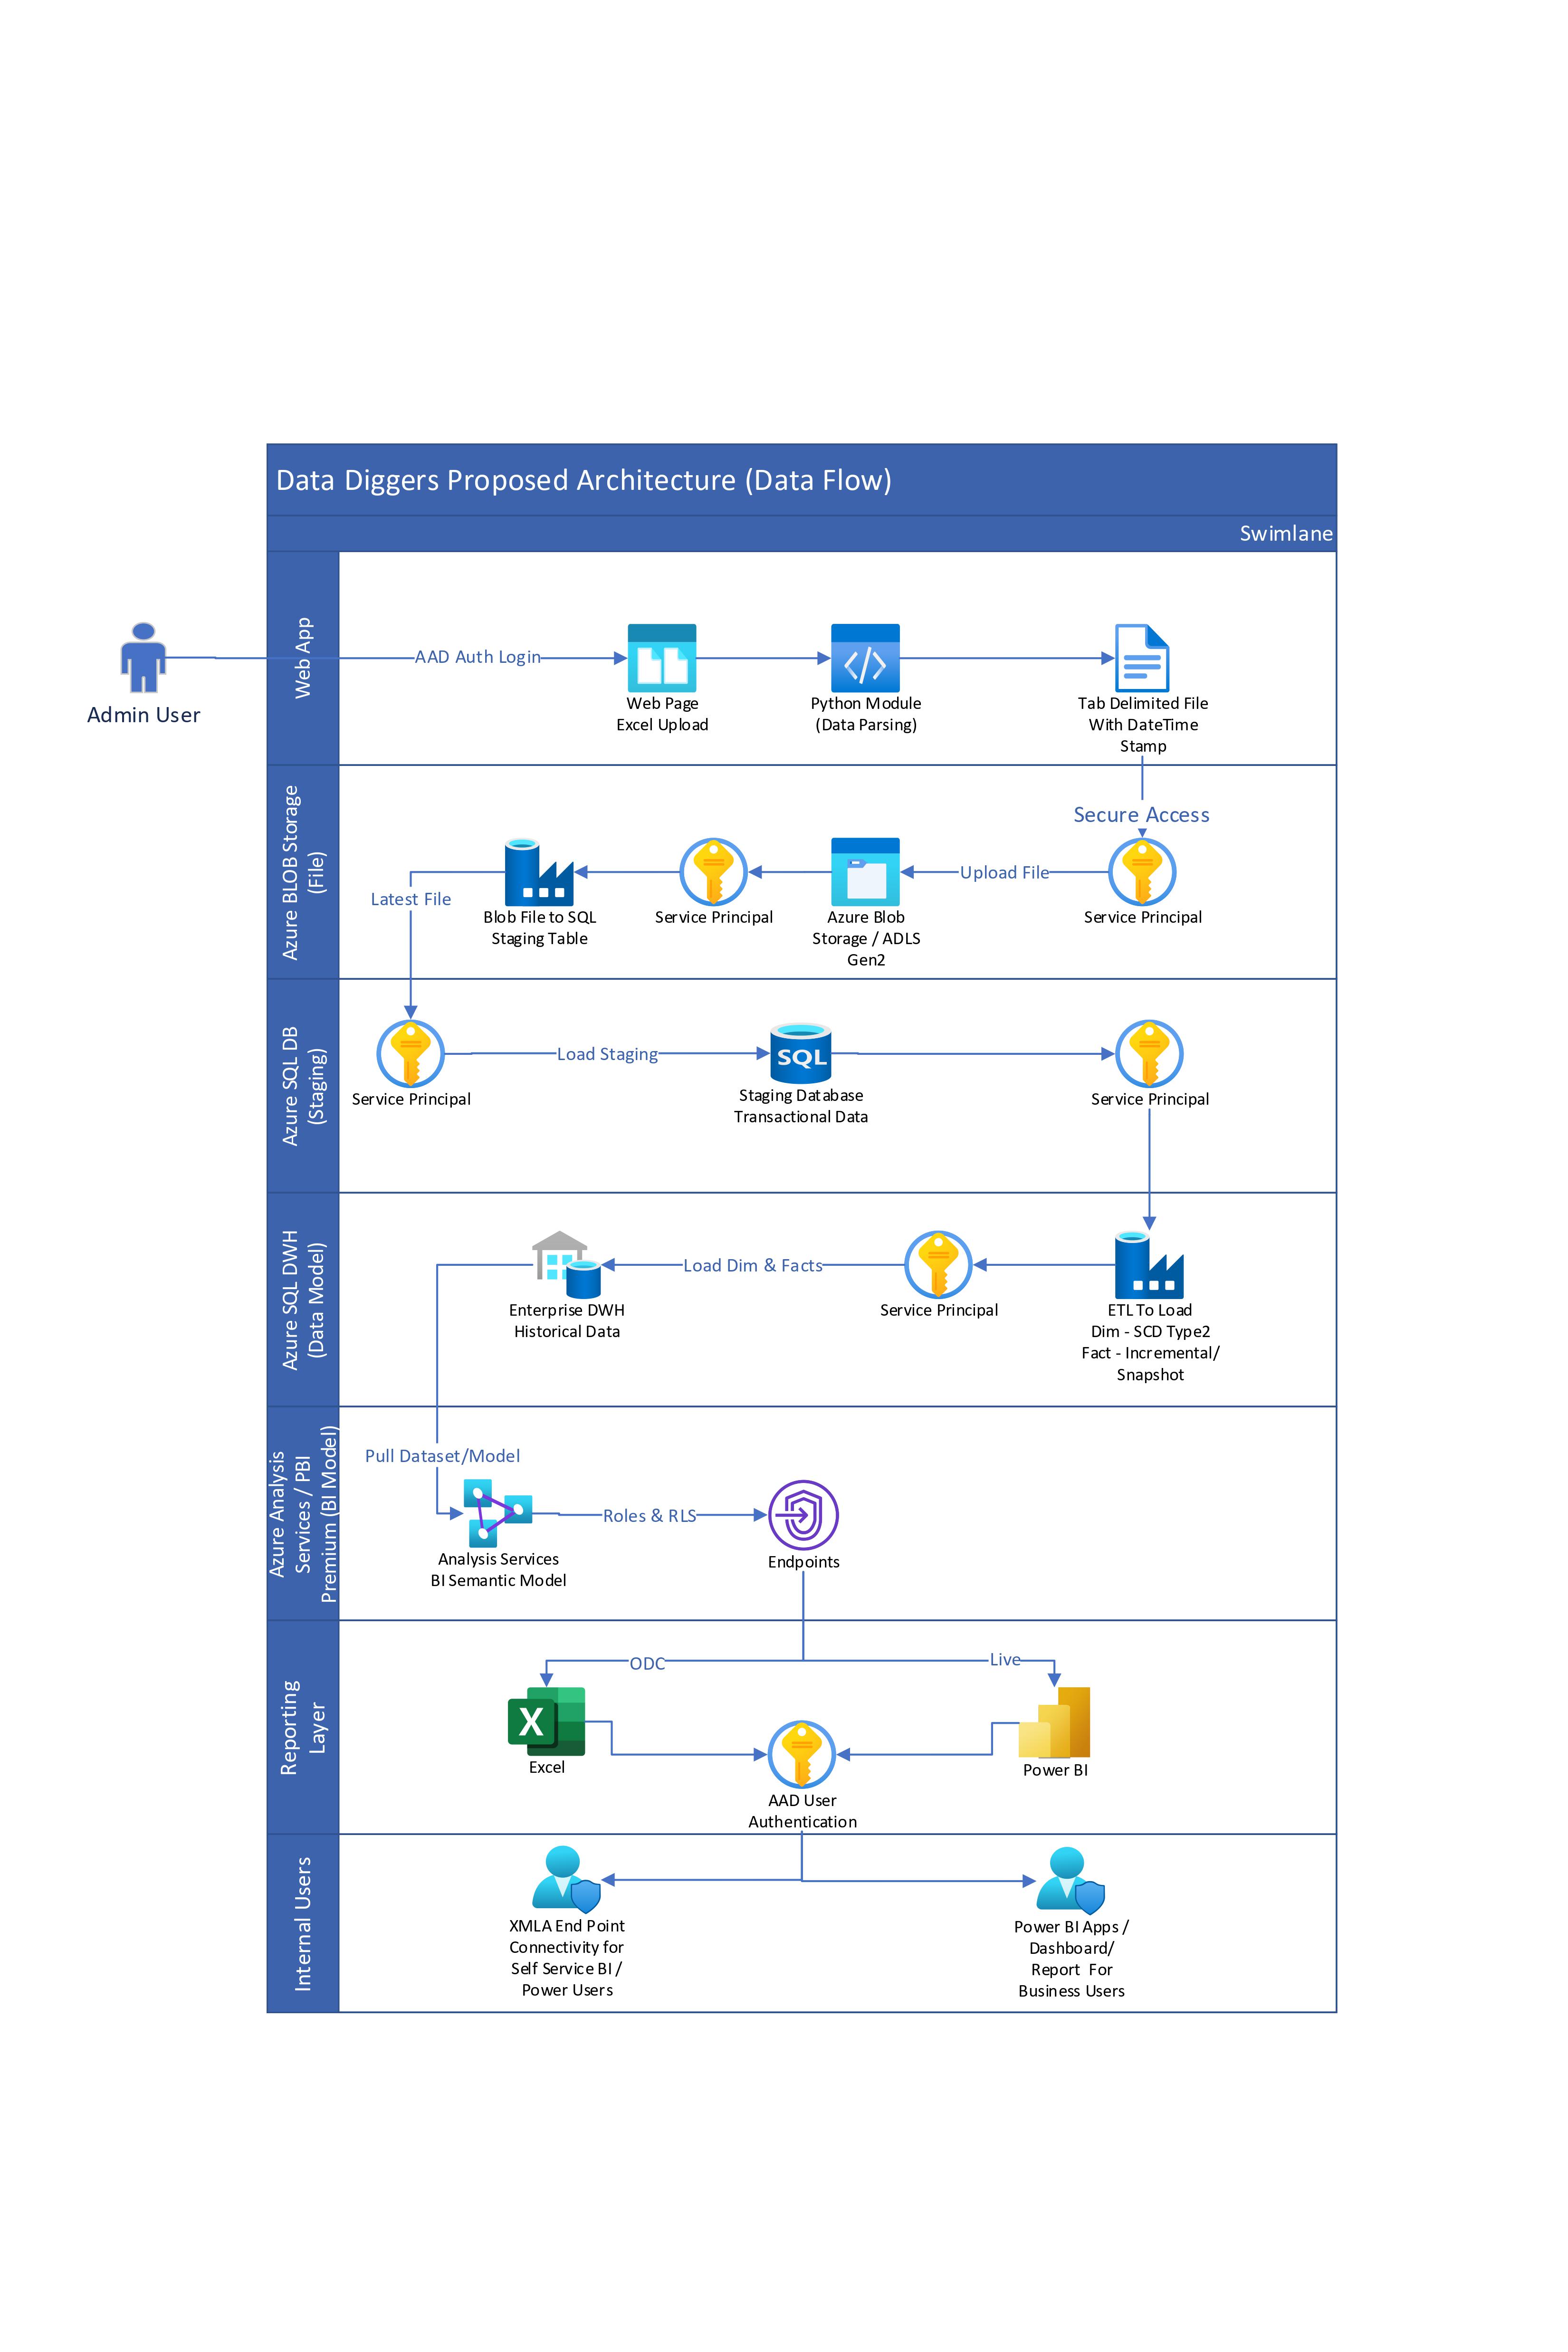 Data Diggers Proposed Architecture (Data Flow)
Swimlane
Web App
Admin User
AAD Auth Login
Web Page
Excel Upload
Python Module
(Data Parsing)
Tab Delimited File
With DateTime
Stamp
Azure BLOB Storage
(File)
Secure Access
Service Principal
Upload File
Azure Blob
Storage / ADLS
Gen2
Service Principal
Blob File to SQL
Staging Table
Latest File
Azure SQL DB
(Staging)
Service Principal
Load Staging
SQL
Staging Database
Transactional Data
Service Principal
Azure SQL DWH
(Data Model)
ETL To Load
Dim - SCD Type2
Fact - Incremental/
Snapshot
Service Principal
Load Dim & Facts
Enterprise DWH
Historical Data
Azure Analysis
Services / PBI
Premium (BI Model)
Pull Dataset/Model
Analysis Services
BI Semantic Model
Roles & RLS
Endpoints
Reporting
Layer
ODC
Live
X
Excel
Power BI
AAD User
Authentication
Internal Users
XMLA End Point
Connectivity for
Self Service BI /
Power Users
Power BI Apps /
Dashboard/
Report For
Business Users